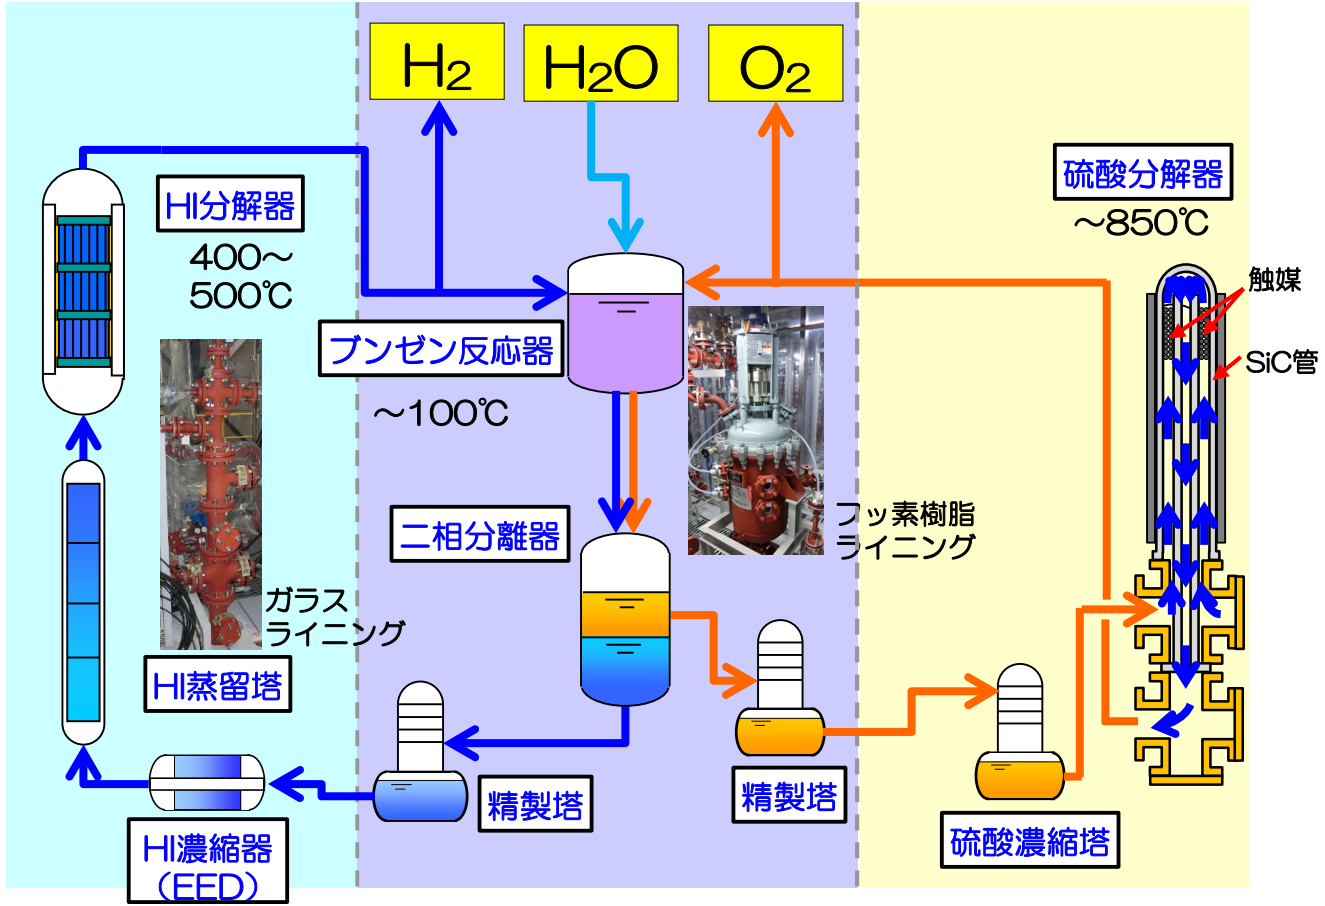 H2
H2O
O2
HI分解器
400～
500℃
硫酸分解器
～850℃
触媒
SiC管
ブンゼン反応器
～100℃
フッ素樹脂
ライニング
二相分離器
ガラス
ライニング
HI蒸留塔
精製塔
精製塔
HI濃縮器
（EED）
硫酸濃縮塔